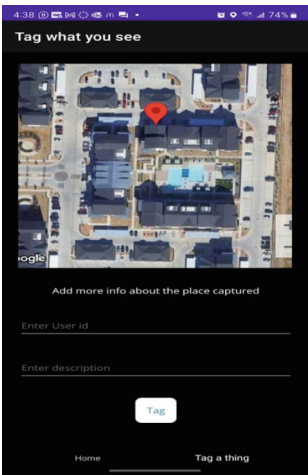 4:38
74%
Tag what you see
oogle
Add more info about the place captured
Enter User id
Enter description
Tag
Home Tag a thing